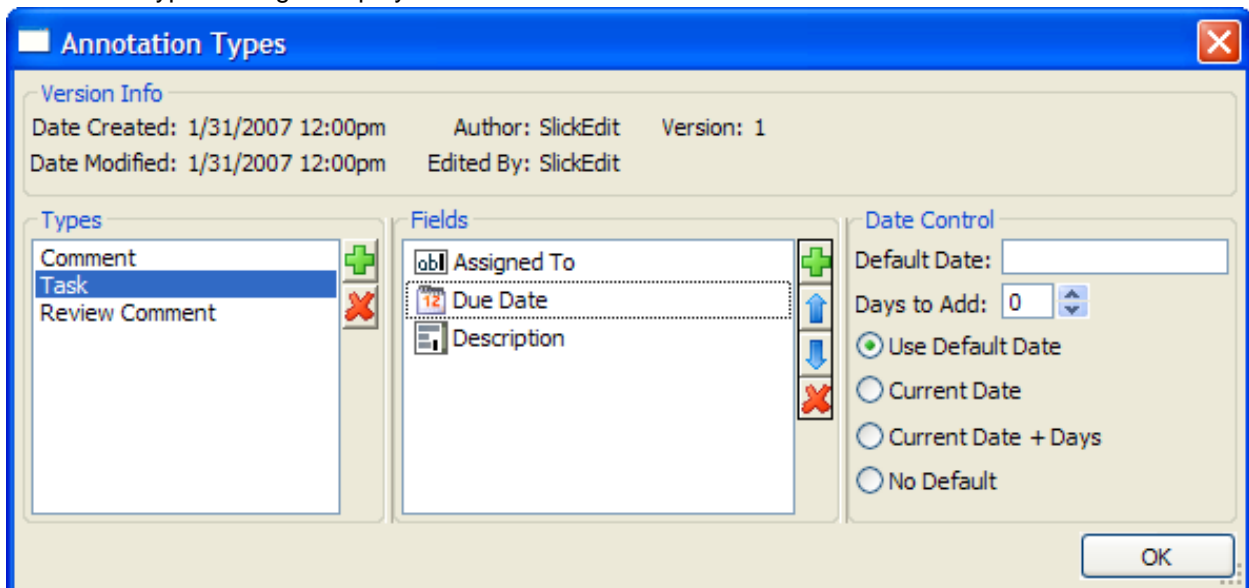 Annotation Types
Version Info
Date Created: 1/31/2007 12:00pm Author: SlickEdit Version: 1
Date Modified: 1/31/2007 12:00pm Edited By: SlickEdit
Types
Comment
Task
Review Comment
Fields
abl Assigned To
12 Due Date
Description
Date Control
Default Date:
Days to Add: 0
Use Default Date
Current Date
Current Date + Days
No Default
OK